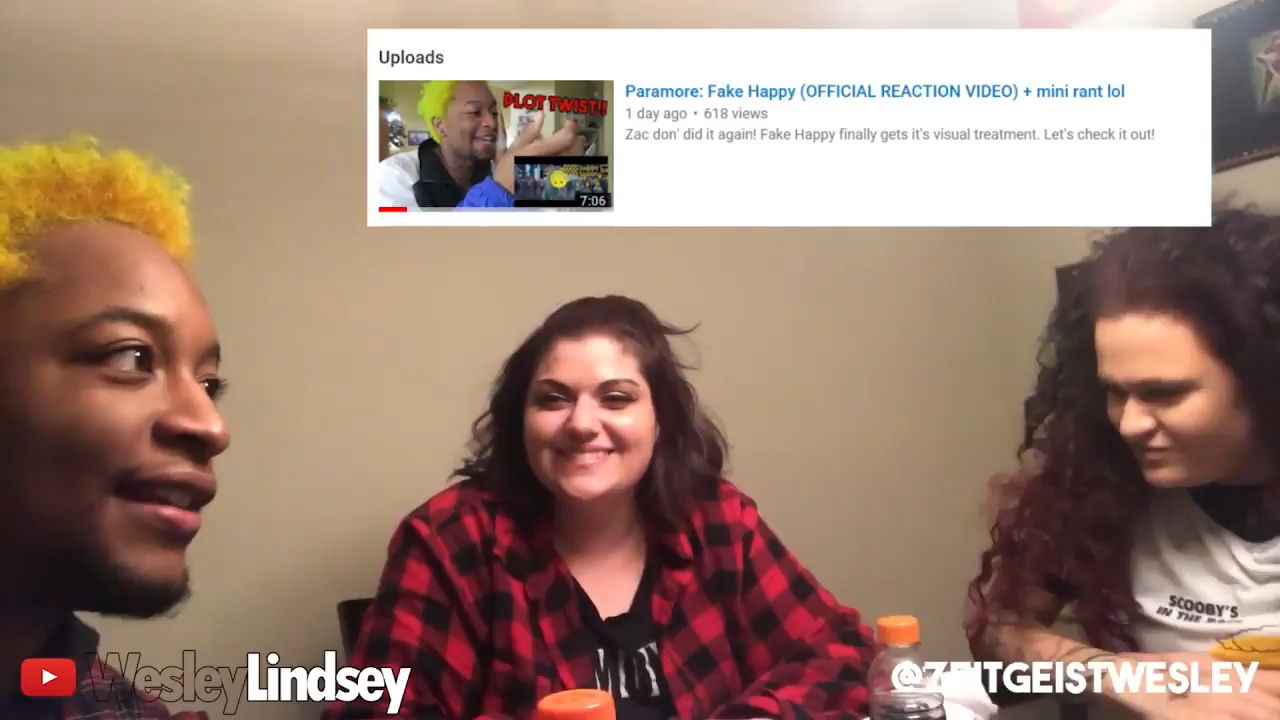 Uploads
PLOT TWIST!!
7:06
Paramore: Fake Happy (OFFICIAL REACTION VIDEO) + mini rant lol
1 day ago • 618 views
Zac don' did it again! Fake Happy finally gets it's visual treatment. Let's check it out!
SCOOBY'S
IN THE
WesleyLindsey
@ZEITGEISTWESLEY